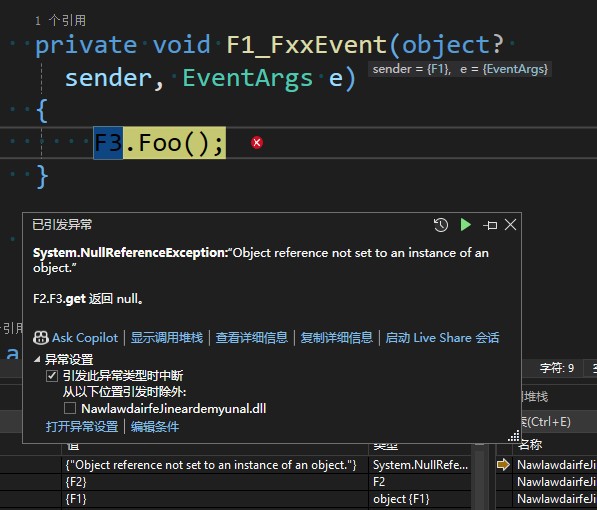 1 个引用
private void F1_FxxEvent(object?
sender, EventArgs e) sender = {F1}, e = {EventArgs}
{
F3.Foo();
}
已引发异常
System.NullReferenceException:“Object reference not set to an instance of an
object.”
F2.F3.get 返回 null。
Ask Copilot | 显示调用堆栈 | 查看详细信息 | 复制详细信息 | 启动 Live Share 会话
异常设置
引发此异常类型时中断
从以下位置引发时除外:
NawlawdairfeJineardemyunal.dll
打开异常设置 | 编辑条件
个引用
a
字符: 9
堆栈
(Ctrl+E)
值 类型 名称
{"Object reference not set to an instance of an object."} System.NullRefe... NawlawdairfeJi
{F2} F2 NawlawdairfeJi
{F1} object {F1} NawlawdairfeJi